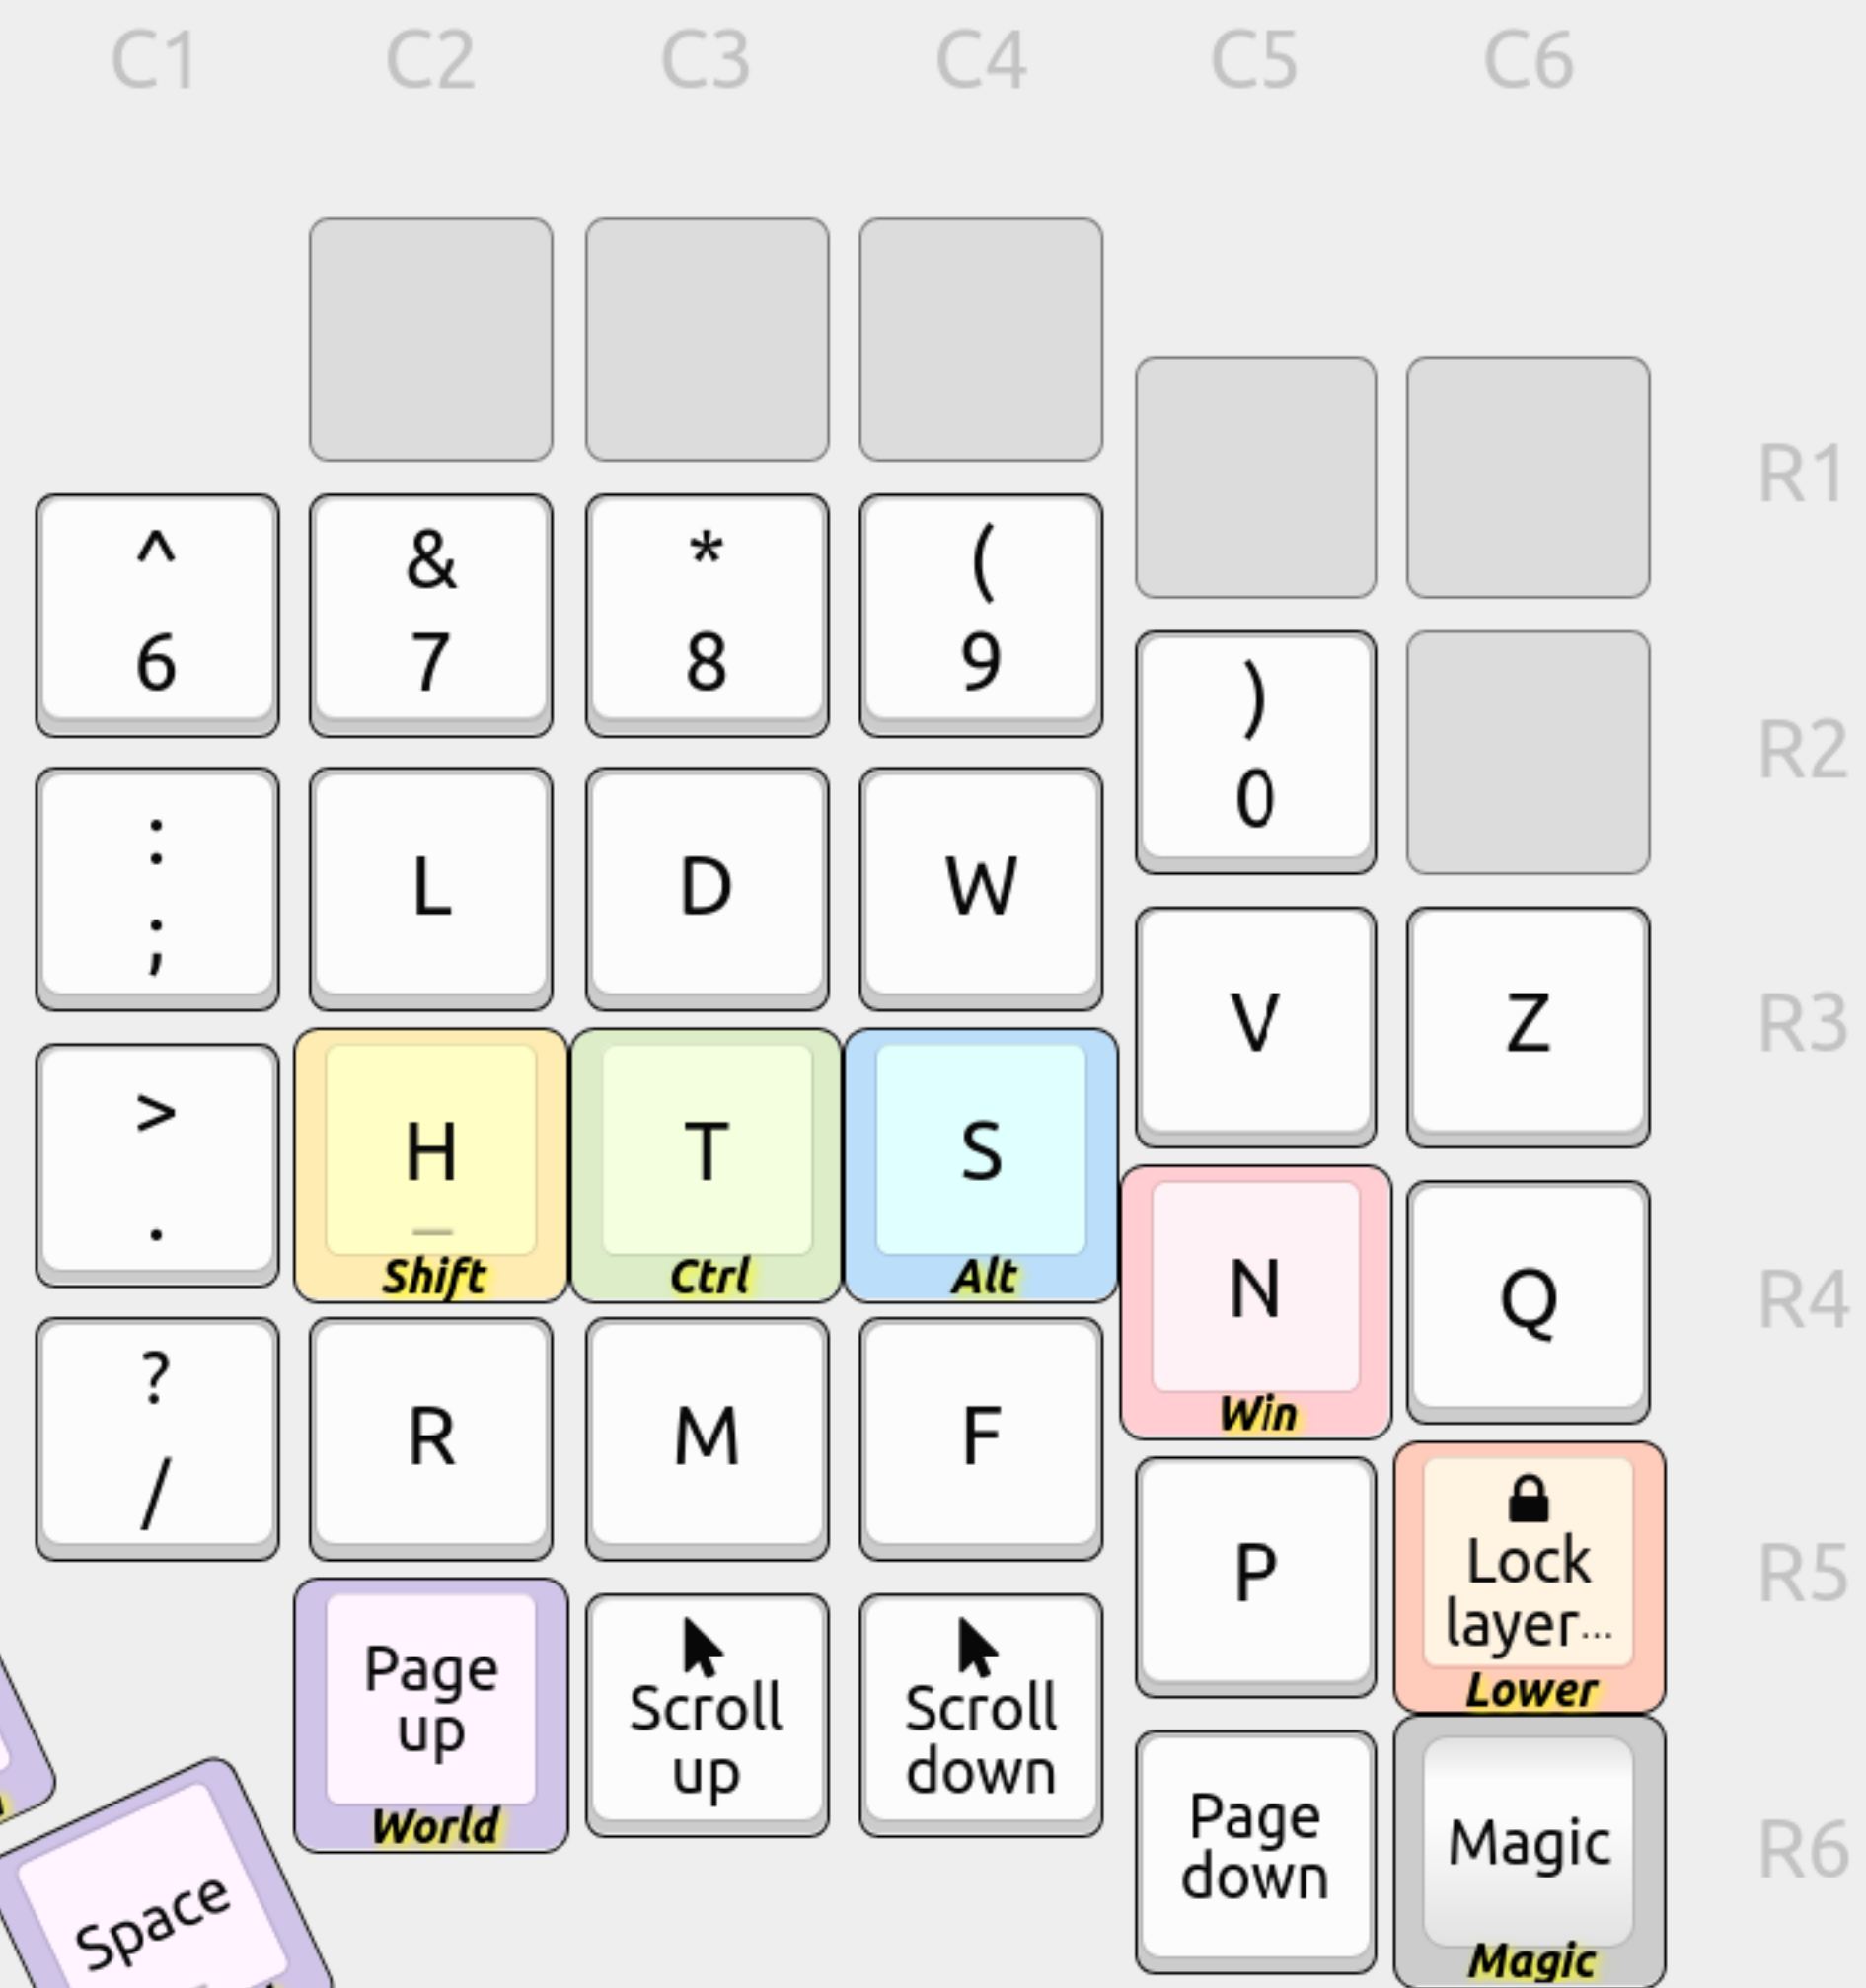 C1 C2 C3 C4 C5 C6
R1
^ & * (
6 7 8 9
)
0
R2
:
;
L D W
V Z
R3
>
.
H T S
Shift Ctrl Alt
N Q
Win
R4
?
/
R M F
P
Lock
layer...
Lower
R5
Page
up
World
Scroll
up
Scroll
down
Page
down
Magic
Magic
R6
Space